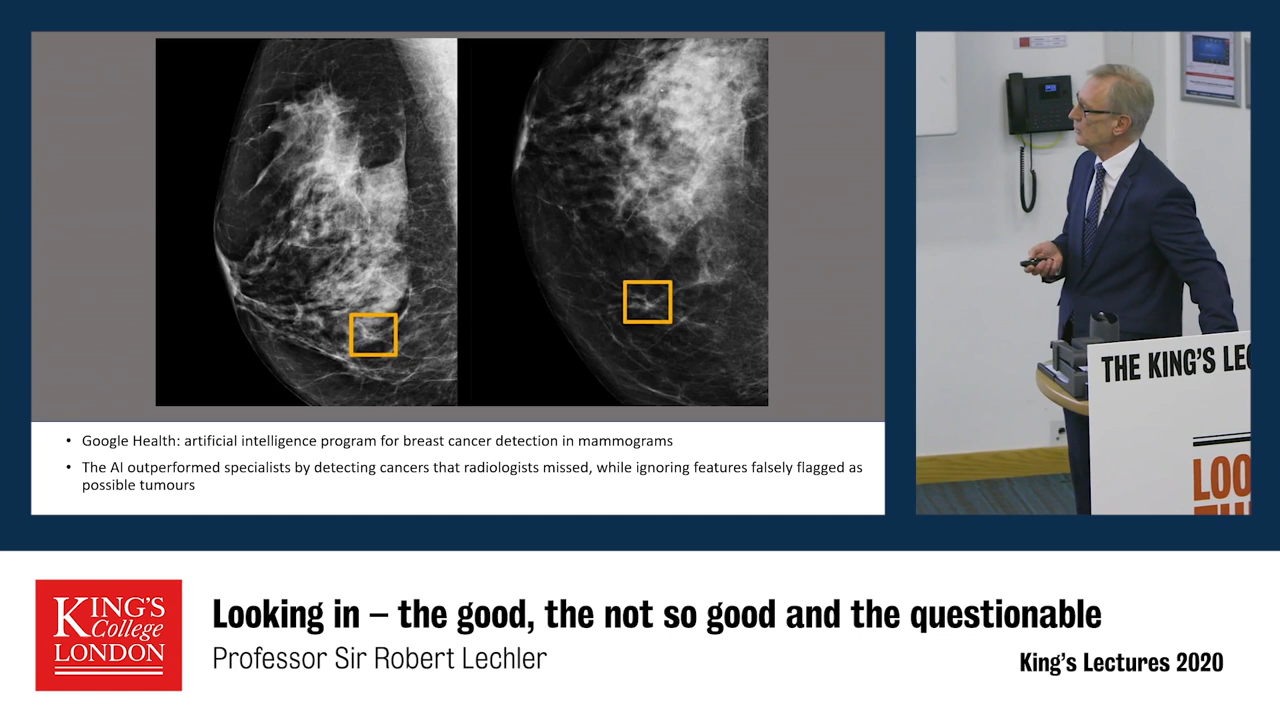 • Google Health: artificial intelligence program for breast cancer detection in mammograms
• The AI outperformed specialists by detecting cancers that radiologists missed, while ignoring features falsely flagged as
possible tumours
THE KING'S LEC
LOO
KING'S
College
LONDON
Looking in – the good, the not so good and the questionable
Professor Sir Robert Lechler
King's Lectures 2020